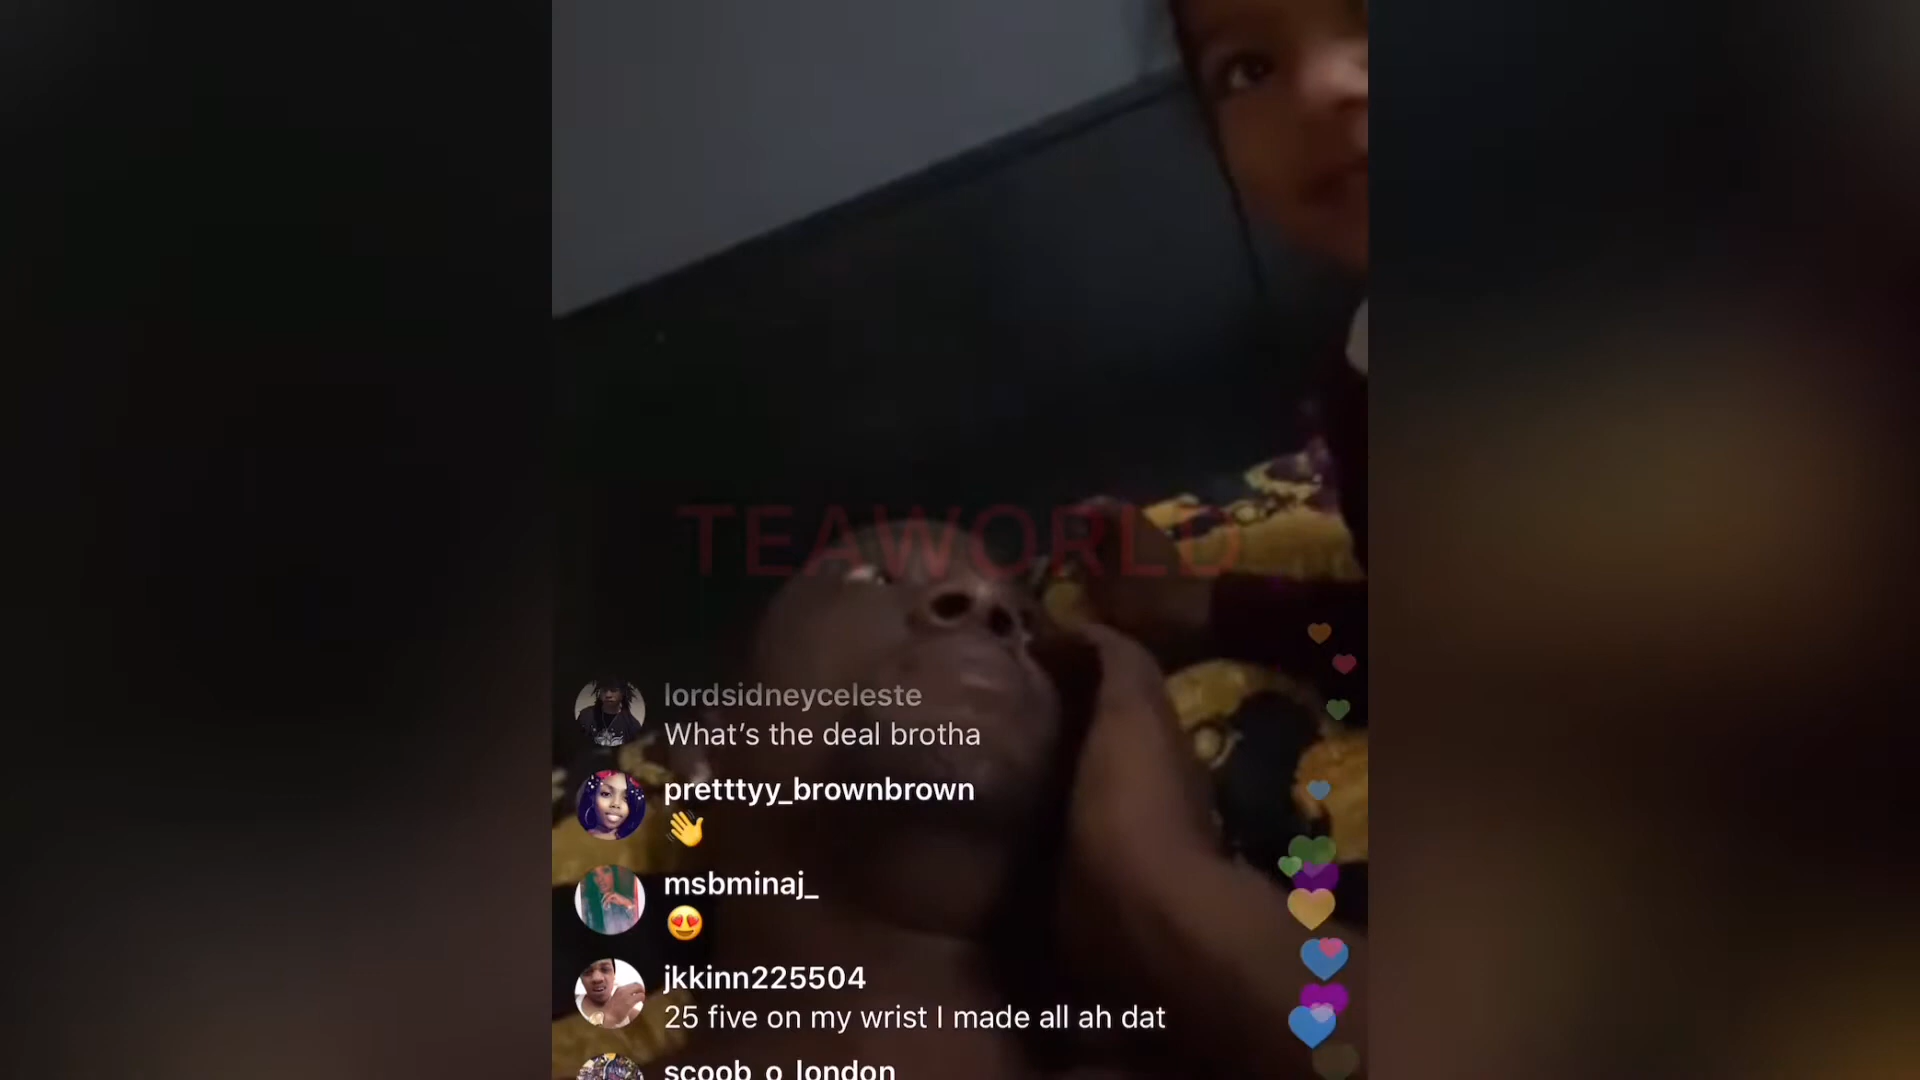 TEAWORLD
lordsidneyceleste
What's the deal brotha
pretttyy_brownbrown
👋
msbminaj_
😍
jkkinn225504
25 five on my wrist I made all ah dat
scoob_o_london